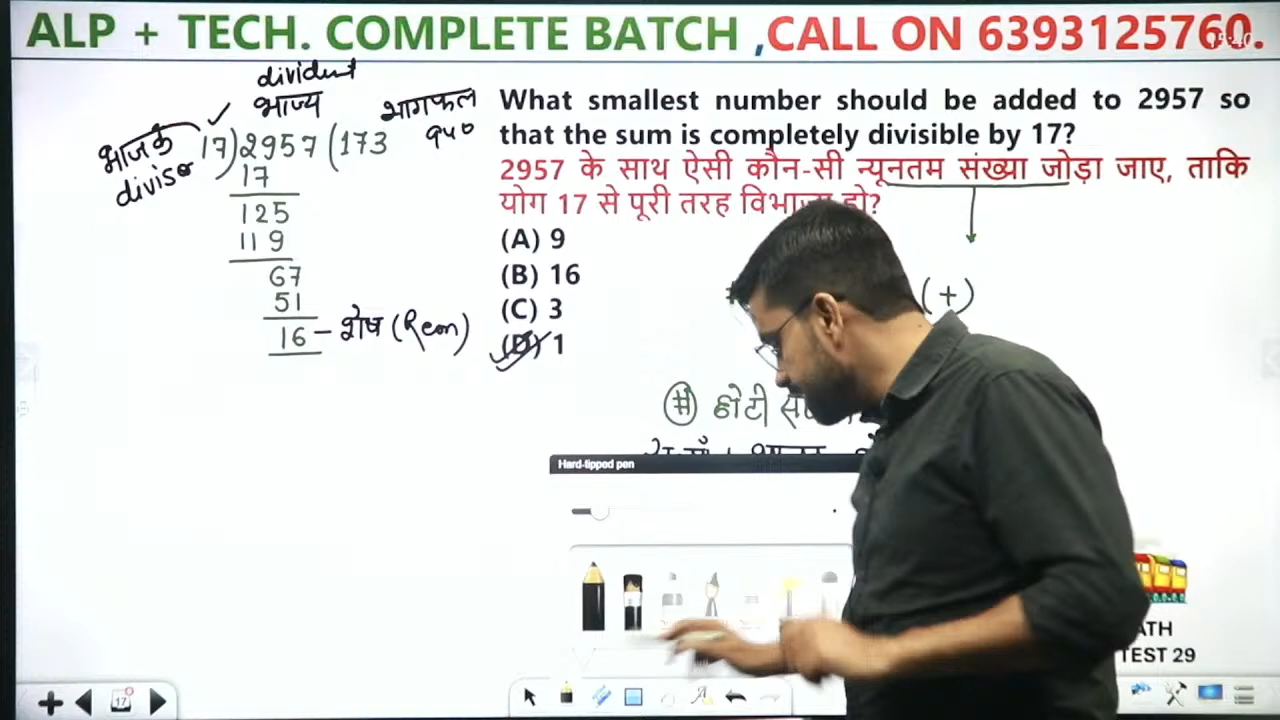 ALP + TECH. COMPLETE BATCH ,CALL ON 6393125760.
divident
भाज्य
भागफल
भाजक
divisor
17)2957(173
17
125
119
67
51
16 – शेष (Rem)
What smallest number should be added to 2957 so
that the sum is completely divisible by 17?
2957 के साथ ऐसी कौन-सी न्यूनतम संख्या जोड़ा जाए, ताकि
योग 17 से पूरी तरह विभाज्य हो?
(A) 9
(B) 16
(C) 3
(D) 1
(+)
# छोटी
Hard-tipped pen
17
TEST 29